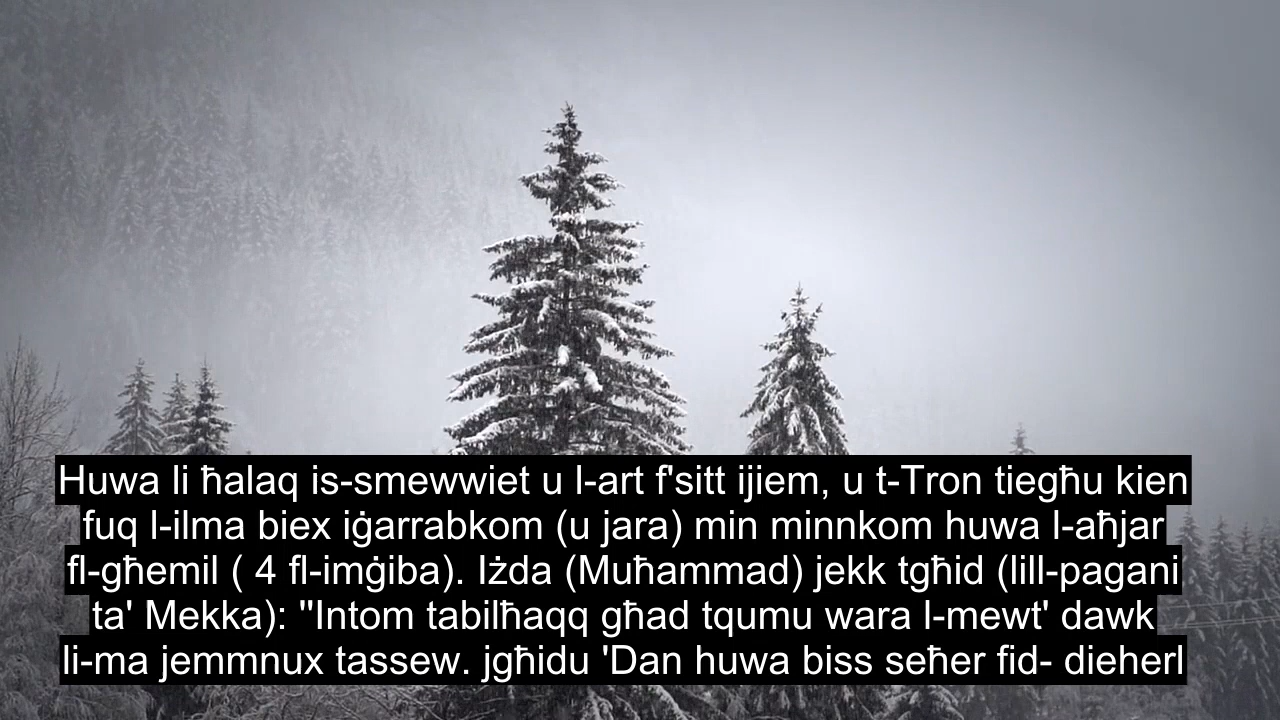 Huwa li ħalaq is-smewwiet u l-art f'sitt ijiem, u t-Tron tiegħu kien
fuq l-ilma biex iġarrabkom (u jara) min minnkom huwa l-aħjar
fl-għemil ( 4 fl-imġiba). Iżda (Muħammad) jekk tgħid (lill-pagani
ta' Mekka): "Intom tabilħaqq għad tqumu wara l-mewt' dawk
li-ma jemmnux tassew. jgħidu 'Dan huwa biss seħer fid- dieherl